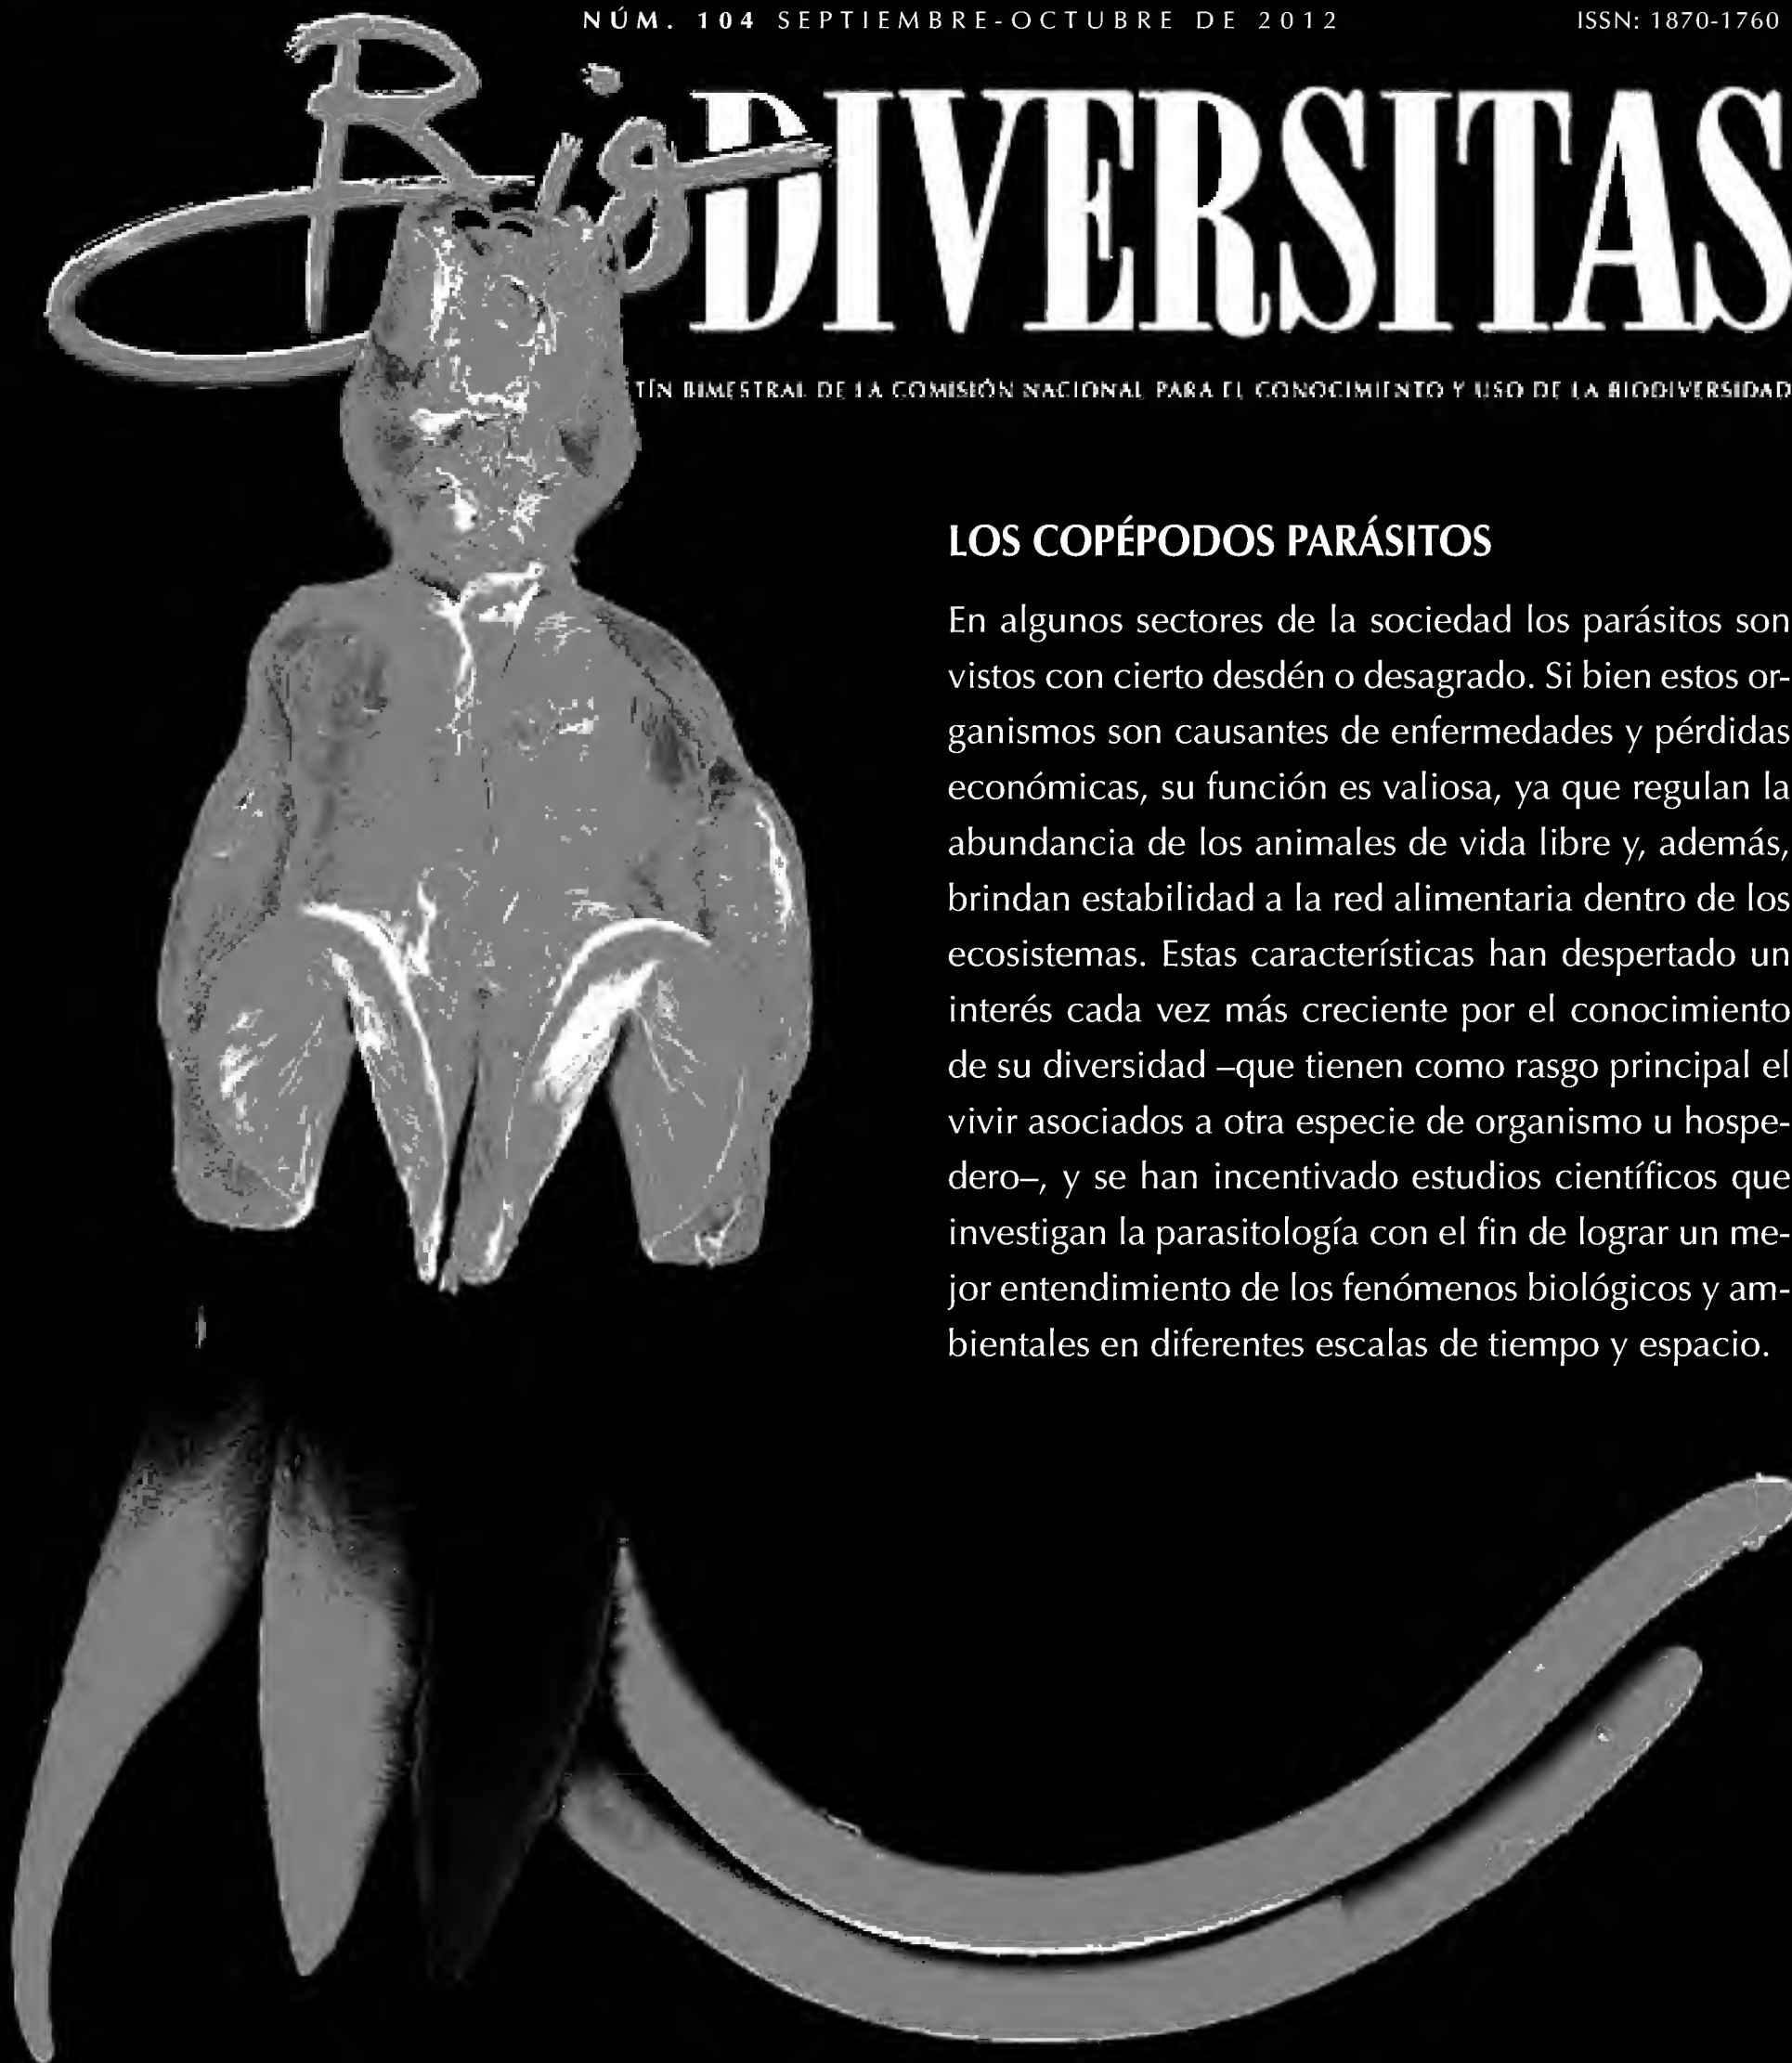 NÚM. 104 SEPTIEMBRE-OCTUBRE DE 2012 ISSN: 1870-1760
BioDIVERSITAS
TÍN BIMESTRAL DE LA COMISIÓN NACIONAL PARA EL CONOCIMIENTO Y USO DE LA BIODIVERSIDAD
LOS COPÉPODOS PARÁSITOS
En algunos sectores de la sociedad los parásitos son
vistos con cierto desdén o desagrado. Si bien estos or-
ganismos son causantes de enfermedades y pérdidas
económicas, su función es valiosa, ya que regulan la
abundancia de los animales de vida libre y, además,
brindan estabilidad a la red alimentaria dentro de los
ecosistemas. Estas características han despertado un
interés cada vez más creciente por el conocimiento
de su diversidad –que tienen como rasgo principal el
vivir asociados a otra especie de organismo u hospe-
dero–, y se han incentivado estudios científicos que
investigan la parasitología con el fin de lograr un me-
jor entendimiento de los fenómenos biológicos y am-
bientales en diferentes escalas de tiempo y espacio.